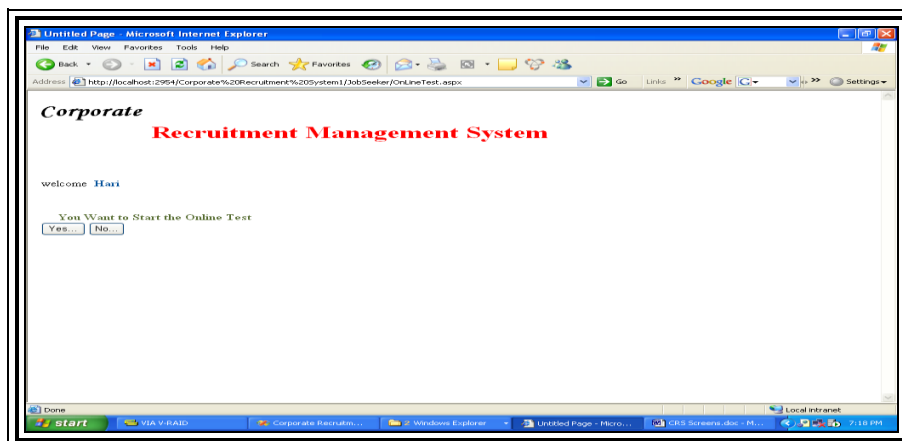 Untitled Page - Microsoft Internet Explorer
File Edit View Favorites Tools Help
Back Search Favorites
Address http://localhost:2954/Corporate%20Recruitment%20System1/JobSeeker/OnLineTest.aspx Go Links » Google G Settings
Corporate
Recruitment Management System
welcome Hari
You Want to Start the Online Test
Yes... No...
Done Local intranet
start VIA V-RAID Corporate Recruitm... 2 Windows Explorer Untitled Page - Micro... CRS Screens.doc - M... 7:18 PM